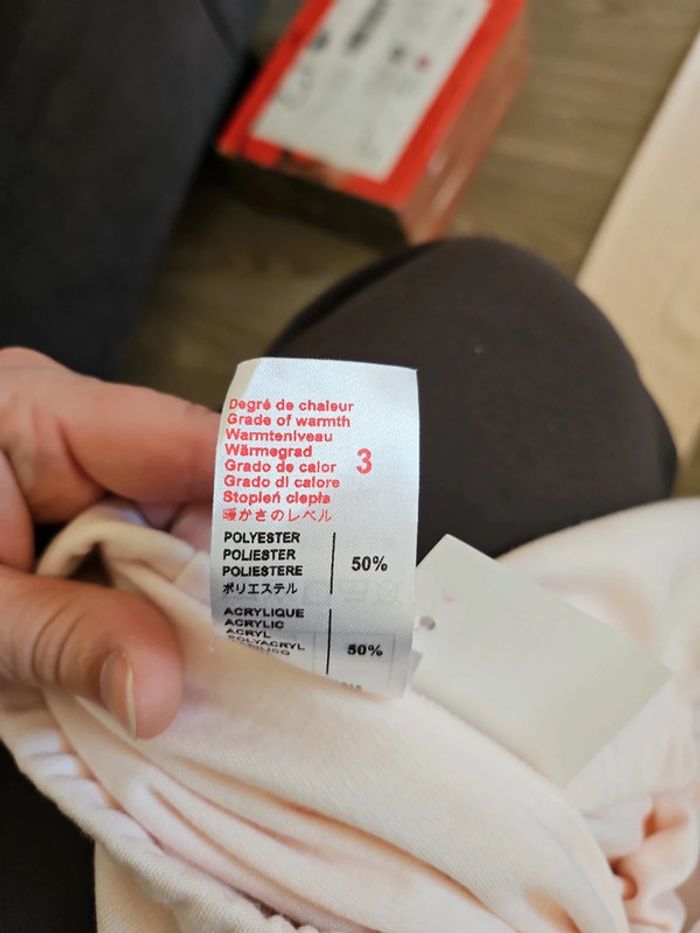 Degré de chaleur
Grade of warmth
Warmteniveau
Wärmegrad
Grado de calor
3
Grado di calore
Stopień ciepła
暖かさのレベル
POLYESTER
POLIESTER
POLIESTERE
ポリエステル
50%
ACRYLIQUE
ACRYLIC
ACRYL
POLYACRYL
50%